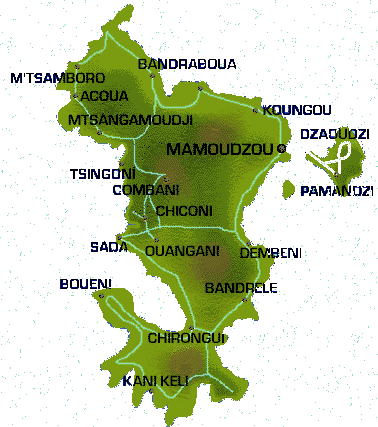 BANDRABOUA
M'TSAMBORO
ACOUA
MTSANGAMOUDJI
KOUNGOU
DZAOUDZI
MAMOUDZOU
TSINGONI
COMBANI
PAMANDZI
CHICONI
SADA
OUANGANI
DEMBENI
BOUENI
BANDRELE
CHIRONGUI
KANI KELI